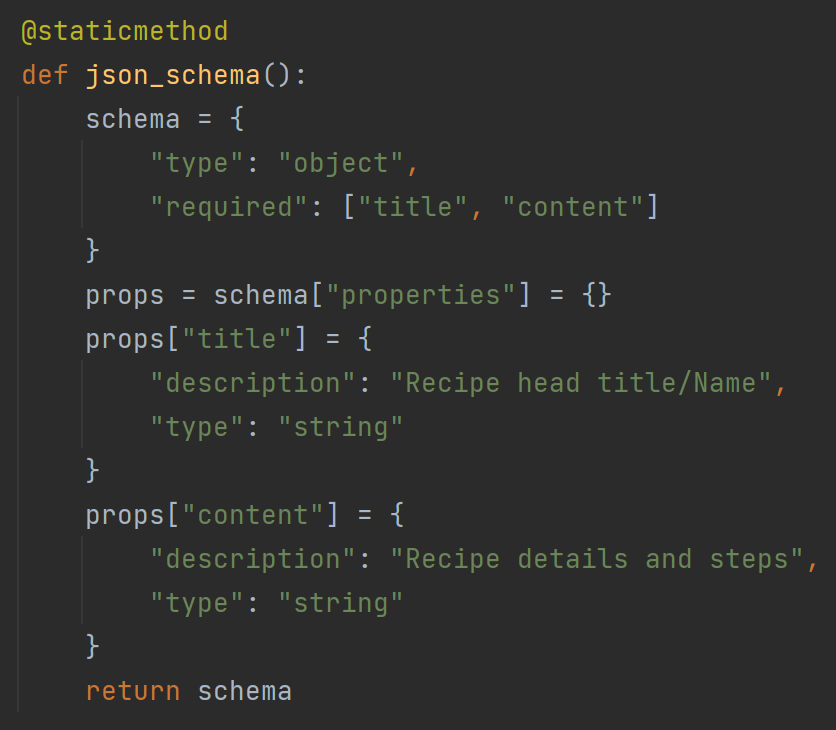 @staticmethod
def json_schema():
    schema = {
        "type": "object",
        "required": ["title", "content"]
    }
    props = schema["properties"] = {}
    props["title"] = {
        "description": "Recipe head title/Name",
        "type": "string"
    }
    props["content"] = {
        "description": "Recipe details and steps",
        "type": "string"
    }
    return schema